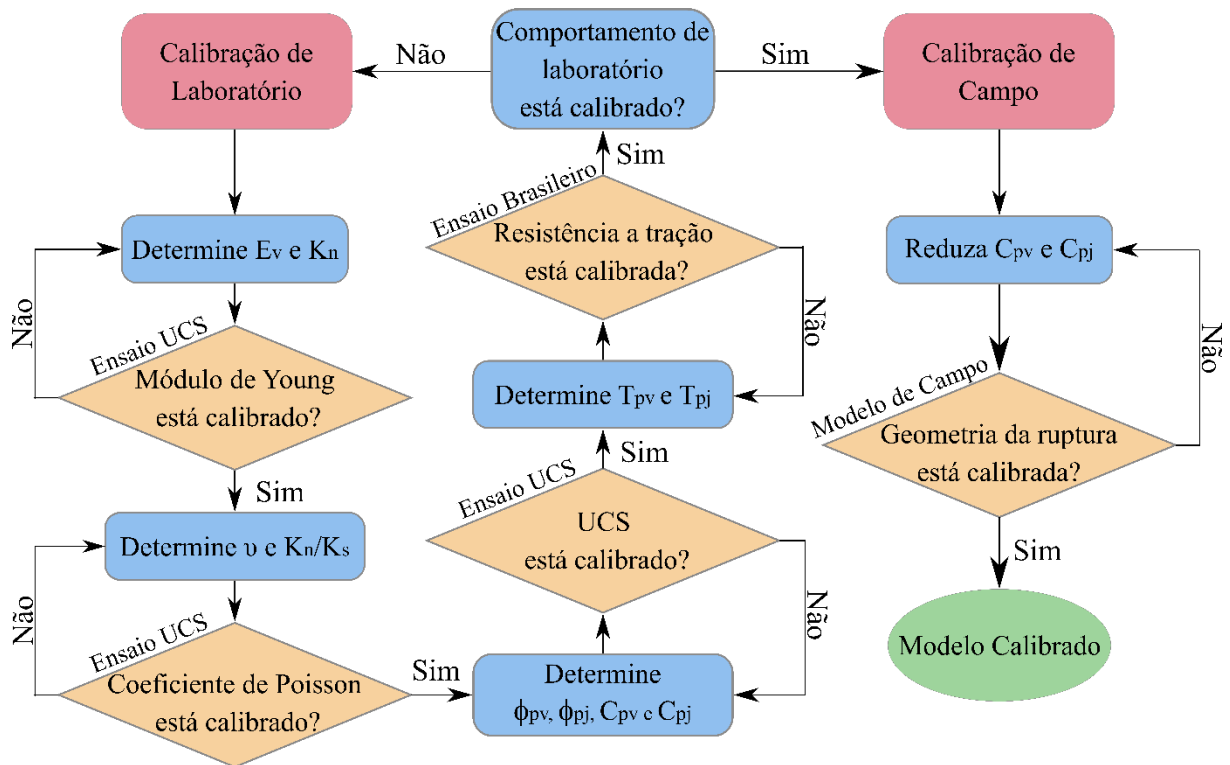 Calibração de
Laboratório
Não
Comportamento de
laboratório
está calibrado?
Sim
Calibração de
Campo
Determine Ev e Kn
Não
Ensaio UCS
Módulo de Young
está calibrado?
Sim
Determine υ e Kn/Ks
Não
Ensaio UCS
Coeficiente de Poisson
está calibrado?
Sim
Determine
ϕpv, ϕpj, Cpv e Cpj
Não
Ensaio UCS
UCS
está calibrado?
Sim
Determine Tpv e Tpj
Não
Ensaio Brasileiro
Resistência a tração
está calibrada?
Sim
Reduza Cpv e Cpj
Não
Modelo de Campo
Geometria da ruptura
está calibrada?
Sim
Modelo Calibrado